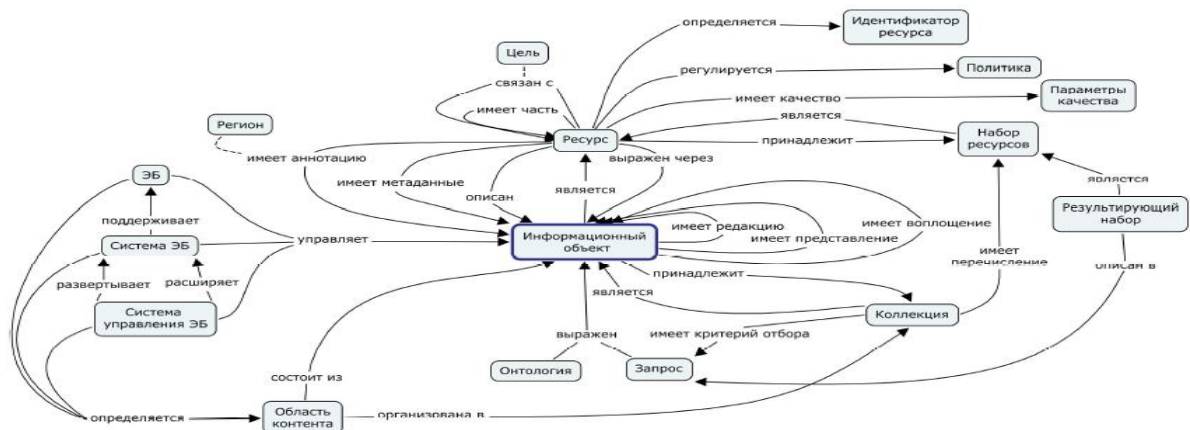 определяется
Идентификатор
ресурса
Цель
связан с
регулируется
Политика
имеет часть
имеет качество
Параметры
качества
является
Регион
Ресурс
принадлежит
Набор
ресурсов
имеет аннотацию
выражен через
ЭБ
имеет метаданные
описан
является
является
Результирующий
набор
поддерживает
имеет воплощение
Система ЭБ
управляет
Информационный
объект
имеет редакцию
имеет представление
имеет
перечисление
описан в
принадлежит
развертывает
расширяет
является
Система
управления ЭБ
Коллекция
выражен
имеет критерий отбора
Онтология
Запрос
состоит из
определяется
Область
контента
организована в